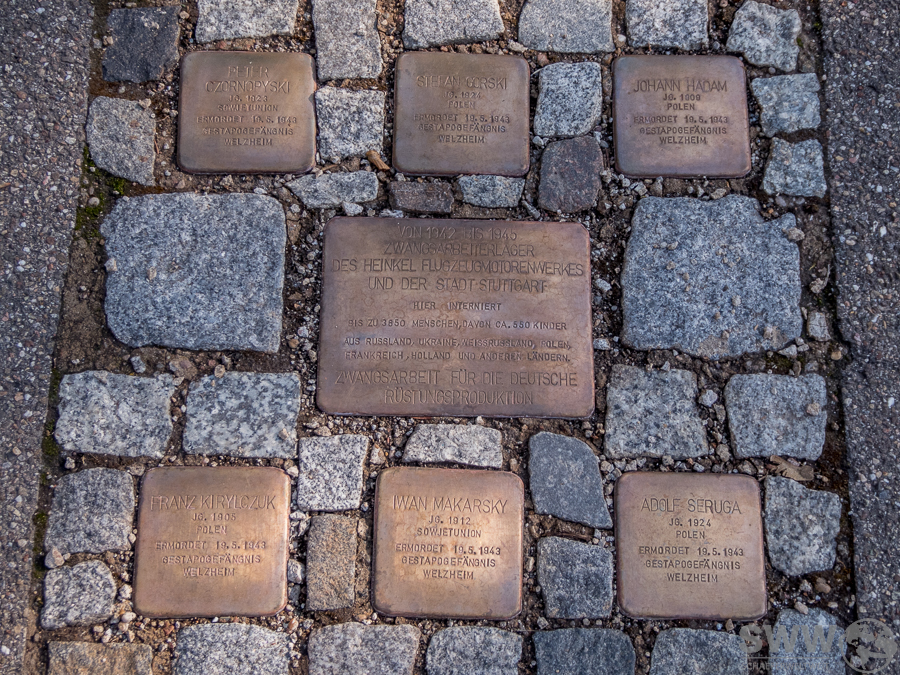 PETER
CZORNOPYSKI
JG. 1923
SOWJETUNION
ERMORDET 19.5.1943
GESTAPOGEFÄNGNIS
WELZHEIM
STEFAN GORSKI
JG. 1924
POLEN
ERMORDET 19.5.1943
GESTAPOGEFÄNGNIS
WELZHEIM
JOHANN HADAM
JG. 1909
POLEN
ERMORDET 19.5.1943
GESTAPOGEFÄNGNIS
WELZHEIM
VON 1942 BIS 1945
ZWANGSARBEITERLAGER
DES HEINKEL FLUGZEUGMOTORENWERKES
UND DER STADT STUTTGART
HIER INTERNIERT
BIS ZU 3850 MENSCHEN, DAVON CA. 550 KINDER
AUS RUSSLAND, UKRAINE, WEISSRUSSLAND, POLEN,
FRANKREICH, HOLLAND UND ANDEREN LÄNDERN.
ZWANGSARBEIT FÜR DIE DEUTSCHE
RÜSTUNGSPRODUKTION
FRANZ KIRYLCZUK
JG. 1905
POLEN
ERMORDET 19.5.1943
GESTAPOGEFÄNGNIS
WELZHEIM
IWAN MAKARSKY
JG. 1912
SOWJETUNION
ERMORDET 19.5.1943
GESTAPOGEFÄNGNIS
WELZHEIM
ADOLF SERUGA
JG. 1924
POLEN
ERMORDET 19.5.1943
GESTAPOGEFÄNGNIS
WELZHEIM
SWW